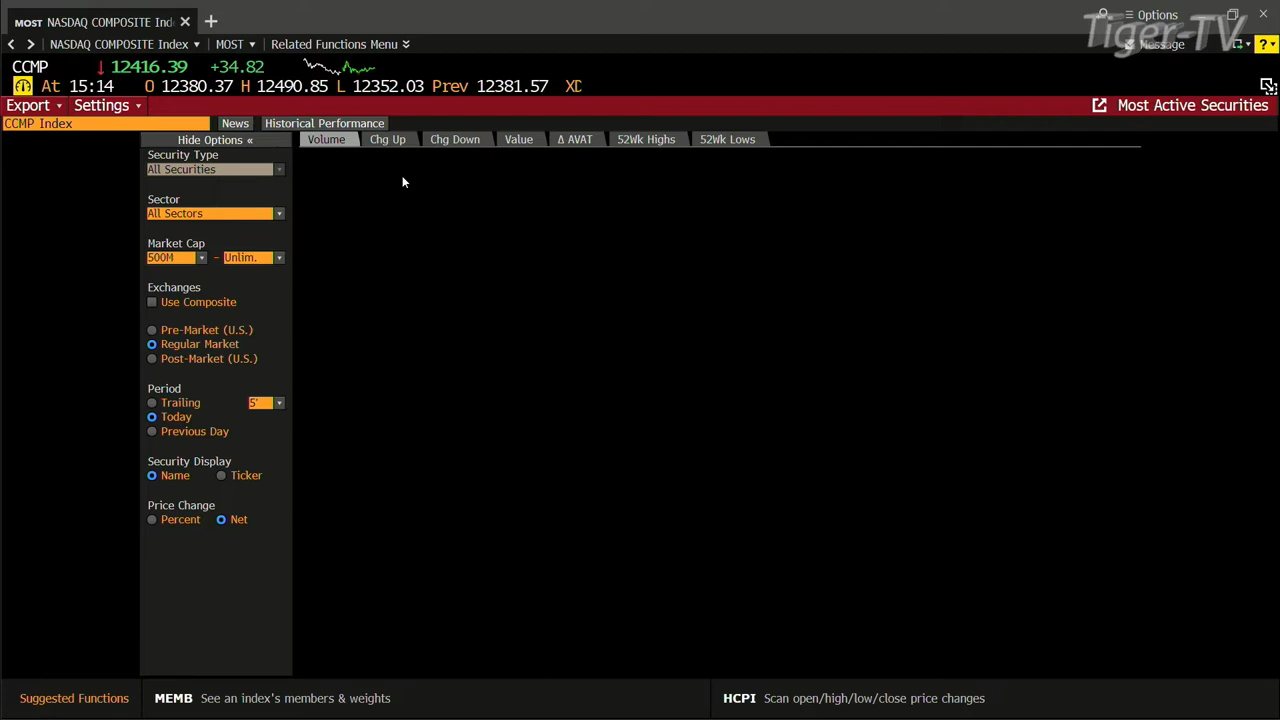 MOST NASDAQ COMPOSITE Ind
Options
Tiger-TV
NASDAQ COMPOSITE Index MOST Related Functions Menu
Message
?
CCMP ↓ 12416.39 +34.82
At 15:14 O 12380.37 H 12490.85 L 12352.03 Prev 12381.57
Export Settings Most Active Securities
CCMP Index News Historical Performance
Hide Options « Volume Chg Up Chg Down Value Δ AVAT 52Wk Highs 52Wk Lows
Security Type
All Securities
Sector
All Sectors
Market Cap
500M - Unlim.
Exchanges
Use Composite
Pre-Market (U.S.)
Regular Market
Post-Market (U.S.)
Period
Trailing 5'
Today
Previous Day
Security Display
Name Ticker
Price Change
Percent Net
Suggested Functions MEMB See an index's members & weights HCPI Scan open/high/low/close price changes